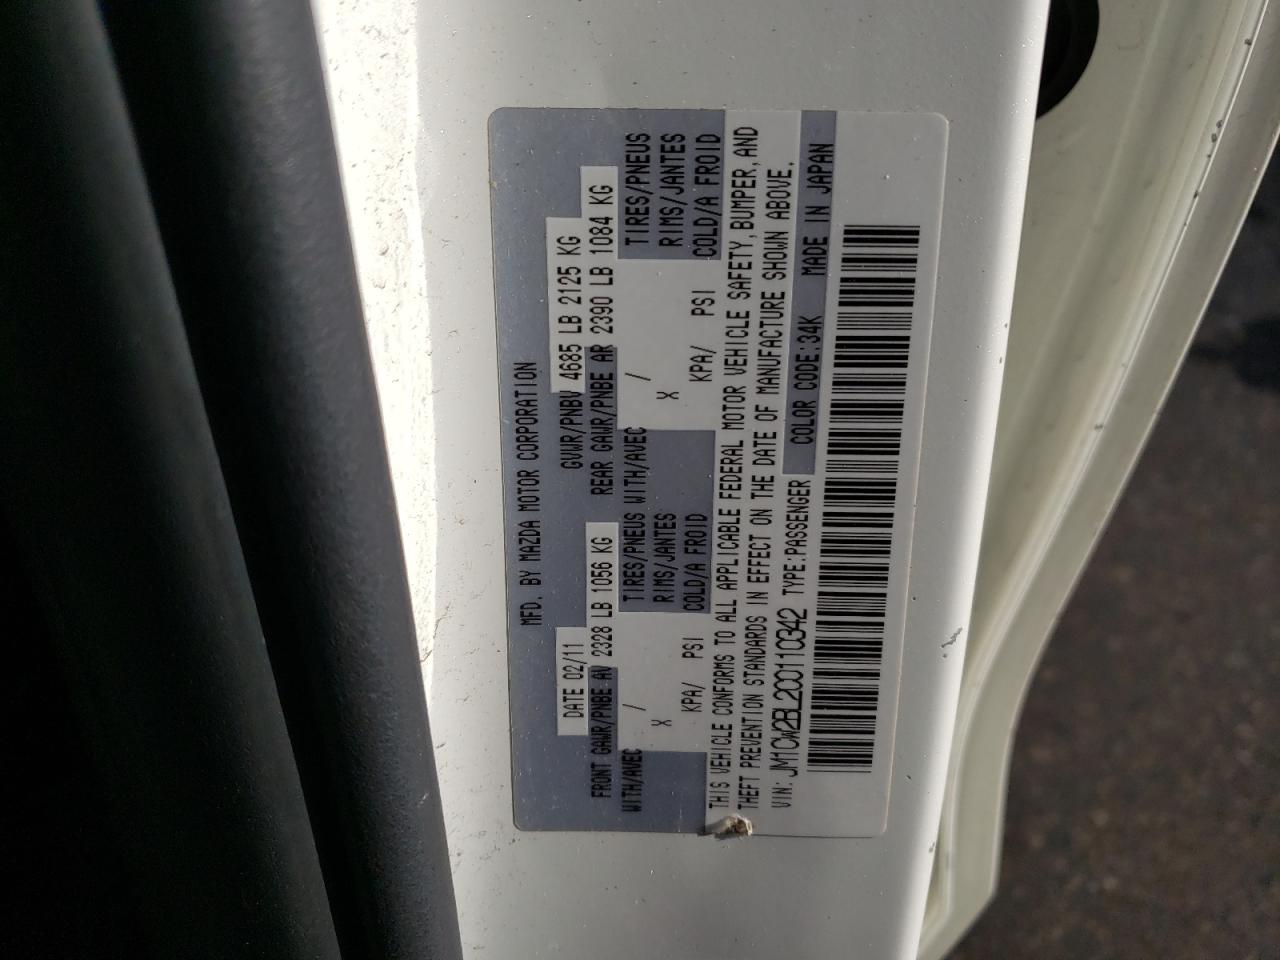 MFD. BY MAZDA MOTOR CORPORATION
DATE 02/11 GVWR/PNBV 4685 LB 2125 KG
FRONT GAWR/PNBE AV 2328 LB 1056 KG REAR GAWR/PNBE AR 2390 LB 1084 KG
WITH/AVEC / TIRES/PNEUS WITH/AVEC / TIRES/PNEUS
X RIMS/JANTES X RIMS/JANTES
KPA/ PSI COLD/A FROID KPA/ PSI COLD/A FROID
THIS VEHICLE CONFORMS TO ALL APPLICABLE FEDERAL MOTOR VEHICLE SAFETY, BUMPER, AND
THEFT PREVENTION STANDARDS IN EFFECT ON THE DATE OF MANUFACTURE SHOWN ABOVE.
VIN: JM1CW2BL2C0110342 TYPE:PASSENGER COLOR CODE:34K MADE IN JAPAN